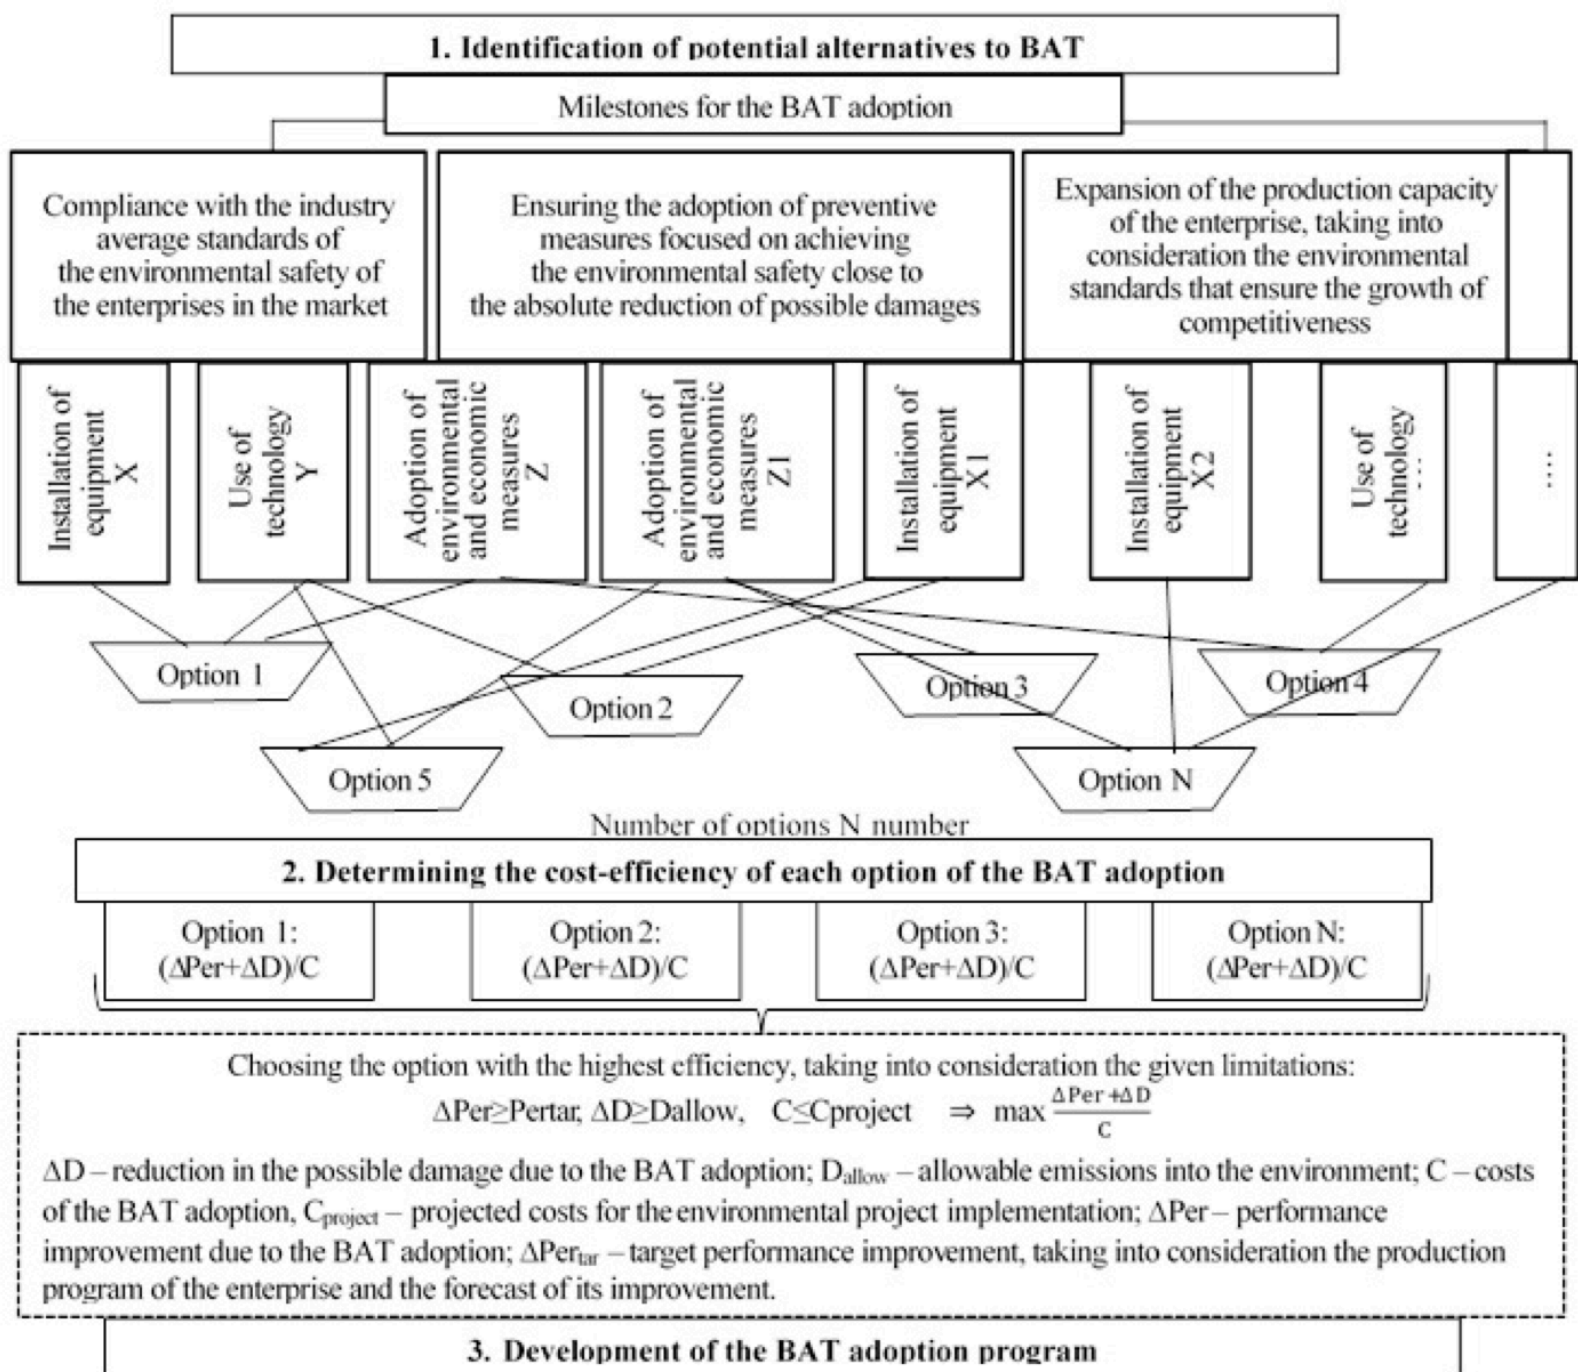 1. Identification of potential alternatives to BAT
Milestones for the BAT adoption
Compliance with the industry
average standards of
the environmental safety of
the enterprises in the market
Ensuring the adoption of preventive
measures focused on achieving
the environmental safety close to
the absolute reduction of possible damages
Expansion of the production capacity
of the enterprise, taking into
consideration the environmental
standards that ensure the growth of
competitiveness
Installation of
equipment
X
Use of
technology
Y
Adoption of
environmental
and economic
measures
Z
Adoption of
environmental
and economic
measures
Z1
Installation of
equipment
X1
Installation of
equipment
X2
Use of
technology
....
Option 1
Option 2
Option 3
Option 4
Option 5
Option N
Number of options N number
2. Determining the cost-efficiency of each option of the BAT adoption
Option 1:
(ΔPer+ΔD)/C
Option 2:
(ΔPer+ΔD)/C
Option 3:
(ΔPer+ΔD)/C
Option N:
(ΔPer+ΔD)/C
Choosing the option with the highest efficiency, taking into consideration the given limitations:
ΔPer≥Pertar, ΔD≥Dallow, C≤Cproject ⇒ max (ΔPer+ΔD)/C
ΔD – reduction in the possible damage due to the BAT adoption; Dallow – allowable emissions into the environment; C – costs
of the BAT adoption, Cproject – projected costs for the environmental project implementation; ΔPer – performance
improvement due to the BAT adoption; ΔPertar – target performance improvement, taking into consideration the production
program of the enterprise and the forecast of its improvement.
3. Development of the BAT adoption program